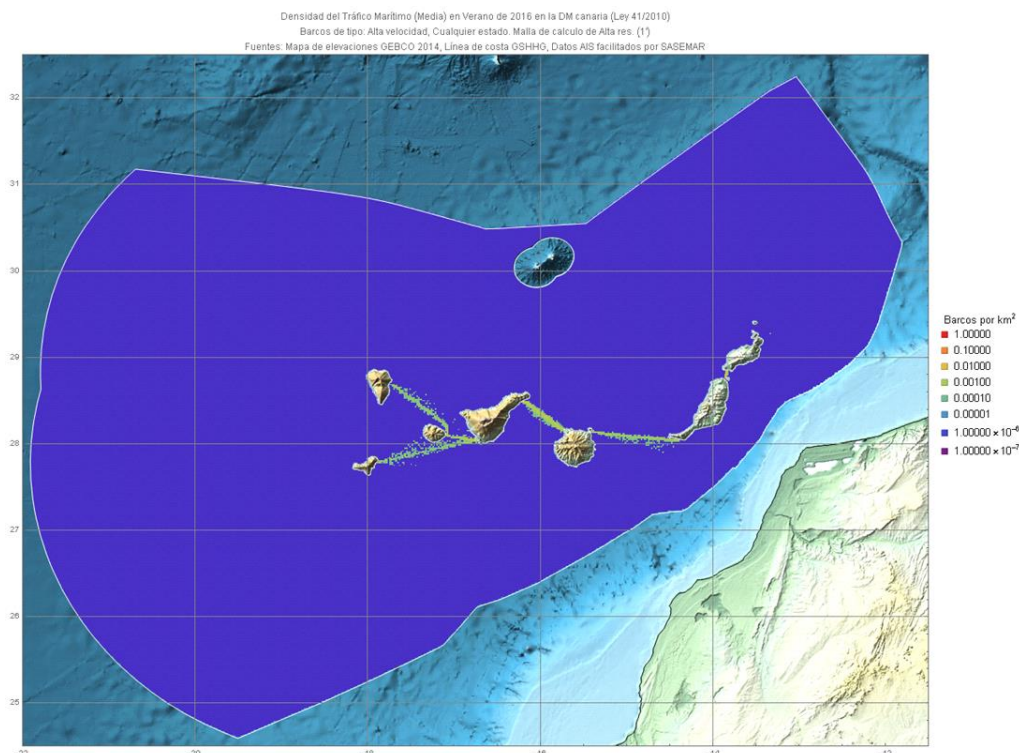 Densidad del Tráfico Marítimo (Media) en Verano de 2016 en la DM canaria (Ley 41/2010)
Barcos de tipo: Alta velocidad, Cualquier estado. Malla de calculo de Alta res. (1')
Fuentes: Mapa de elevaciones GEBCO 2014, Línea de costa GSHHG, Datos AIS facilitados por SASEMAR
32
31
30
29
28
27
26
25
Barcos por km²
1.00000
0.10000
0.01000
0.00100
0.00010
0.00001
1.00000 × 10⁻⁶
1.00000 × 10⁻⁷